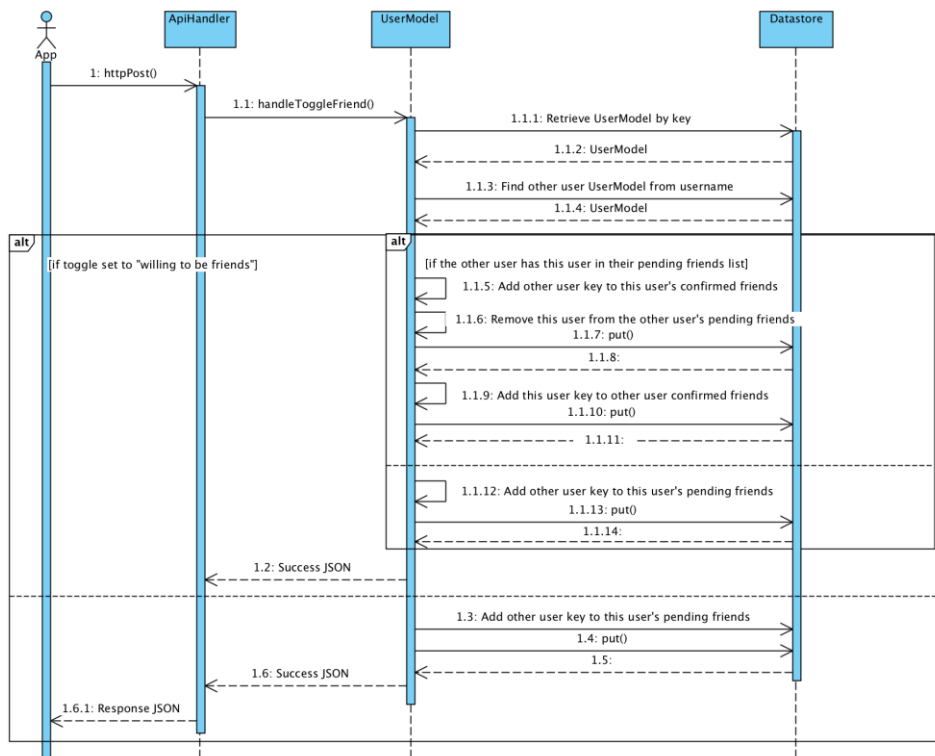 ApiHandler
UserModel
Datastore
App
1: httpPost()
1.1: handleToggleFriend()
1.1.1: Retrieve UserModel by key
1.1.2: UserModel
1.1.3: Find other user UserModel from username
1.1.4: UserModel
alt
alt
[if toggle set to "willing to be friends"]
[if the other user has this user in their pending friends list]
1.1.5: Add other user key to this user's confirmed friends
1.1.6: Remove this user from the other user's pending friends
1.1.7: put()
1.1.8:
1.1.9: Add this user key to other user confirmed friends
1.1.10: put()
1.1.11:
1.1.12: Add other user key to this user's pending friends
1.1.13: put()
1.1.14:
1.2: Success JSON
1.3: Add other user key to this user's pending friends
1.4: put()
1.5:
1.6: Success JSON
1.6.1: Response JSON